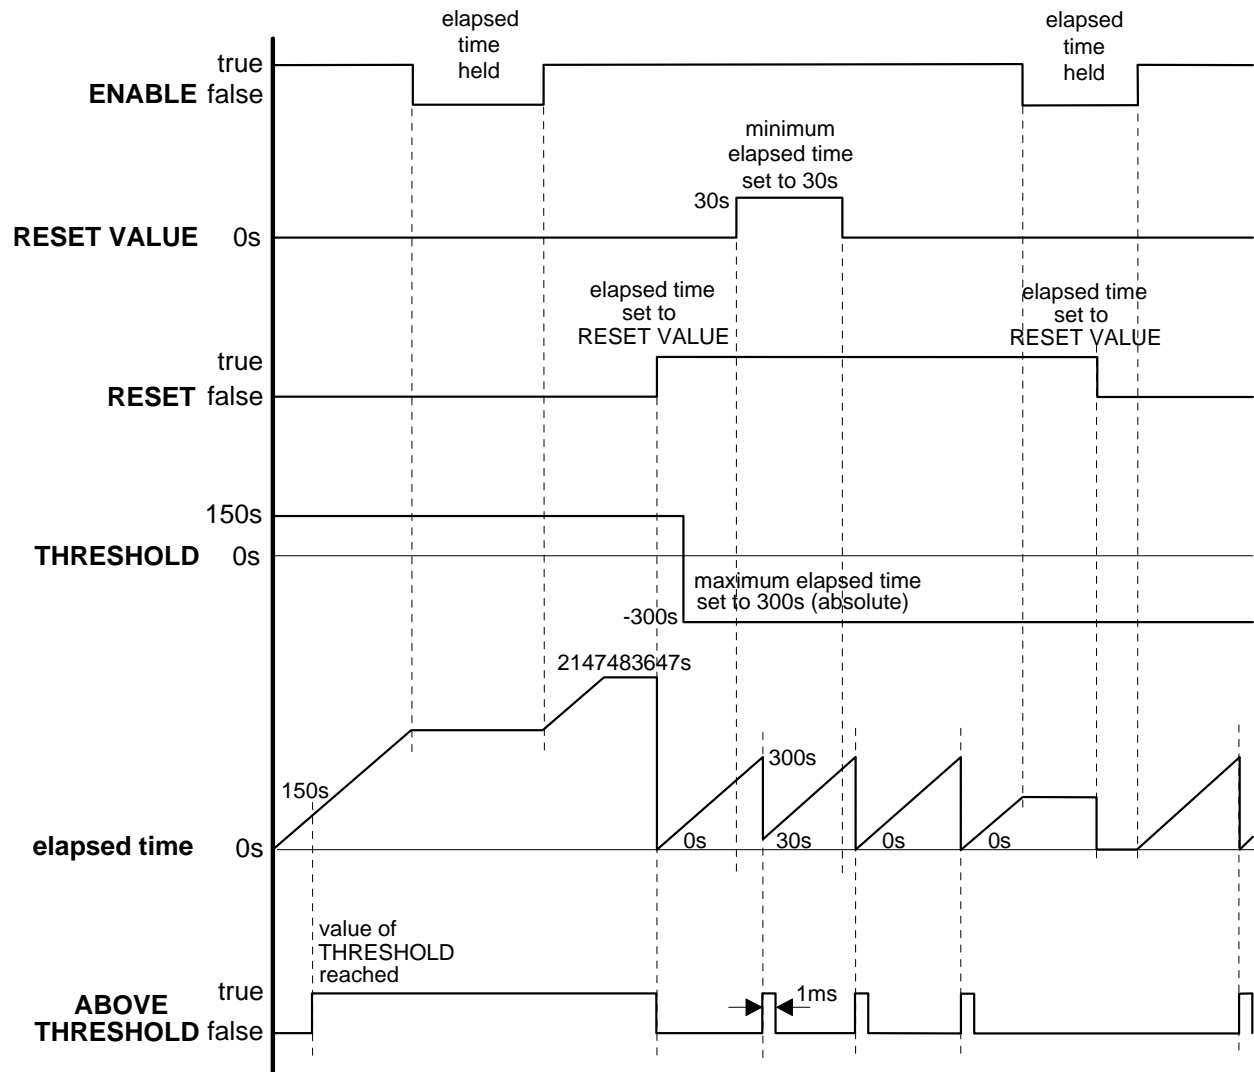 elapsed
time
held
elapsed
time
held
true
ENABLE false
minimum
elapsed time
set to 30s
30s
RESET VALUE 0s
elapsed time
set to
RESET VALUE
elapsed time
set to
RESET VALUE
true
RESET false
150s
THRESHOLD 0s
maximum elapsed time
set to 300s (absolute)
-300s
2147483647s
300s
150s
elapsed time 0s
0s
30s
0s
0s
value of
THRESHOLD
reached
true
ABOVE
THRESHOLD false
1ms